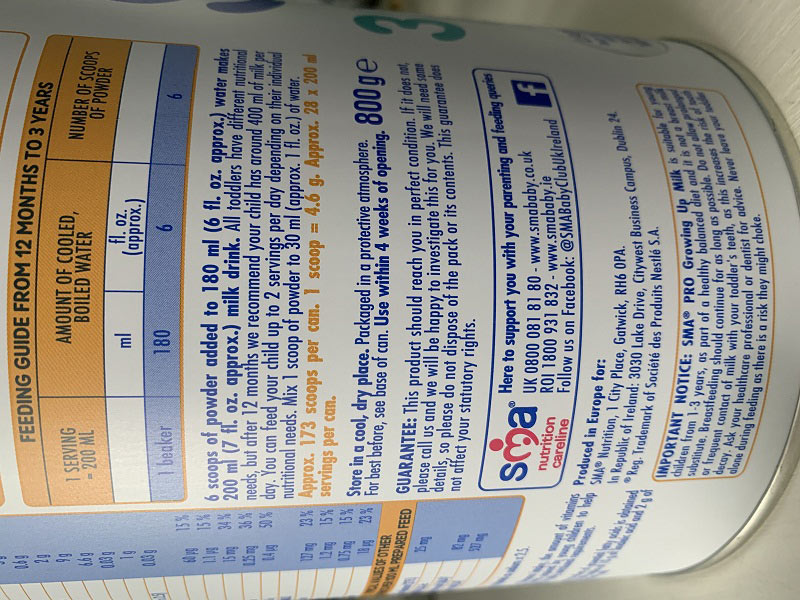 FEEDING GUIDE FROM 12 MONTHS TO 3 YEARS
1 SERVING = 200 ML
AMOUNT OF COOLED, BOILED WATER
NUMBER OF SCOOPS OF POWDER
ml
fl. oz. (approx.)
1 beaker
180
6
6
6 scoops of powder added to 180 ml (6 fl. oz. approx.) water makes
200 ml (7 fl. oz. approx.) milk drink. All toddlers have different nutritional
needs, but after 12 months we recommend your child has around 400 ml of milk per
day. You can feed your child up to 2 servings per day depending on their individual
nutritional needs. Mix 1 scoop of powder to 30 ml (approx. 1 fl. oz.) of water.
Approx. 173 scoops per can. 1 scoop = 4.6 g. Approx. 28 x 200 ml
servings per can.
Store in a cool, dry place. Packaged in a protective atmosphere.
For best before, see base of can. Use within 4 weeks of opening.
800g e
3
GUARANTEE: This product should reach you in perfect condition. If it does not,
please call us and we will be happy to investigate this for you. We will need some
details, so please do not dispose of the pack or its contents. This guarantee does
not affect your statutory rights.
sma®
nutrition
careline
Here to support you with your parenting and feeding queries
UK 0800 081 81 80 - www.smababy.co.uk
ROI 1800 931 832 - www.smababy.ie
Follow us on Facebook: @SMABabyClubUkIreland
f
Produced in Europe for:
SMA® Nutrition, 1 City Place, Gatwick, RH6 0PA.
In Republic of Ireland: 3030 Lake Drive, Citywest Business Campus, Dublin 24.
® Reg. Trademark of Société des Produits Nestlé S.A.
IMPORTANT NOTICE: SMA® PRO Growing Up Milk is suitable for young
children from 1-3 years, as part of a healthy balanced diet and it is not a breastmilk
substitute. Breastfeeding should continue for as long as possible. Do not allow prolonged
or frequent contact of milk with your toddler's teeth, as this increases the risk of tooth
decay. Ask your healthcare professional or dentist for advice. Never leave your toddler
alone during feeding as there is a risk they might choke.